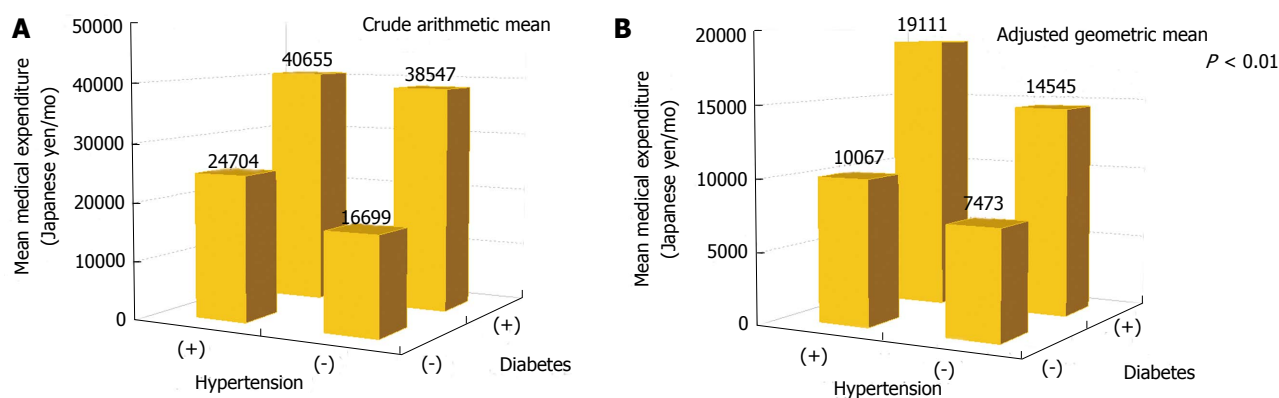 A
Crude arithmetic mean
Mean medical expenditure
(Japanese yen/mo)
50000
40000
30000
20000
10000
0
40655
38547
24704
16699
(+)
(-)
Hypertension
(-)
(+)
Diabetes
B
Adjusted geometric mean
P < 0.01
Mean medical expenditure
(Japanese yen/mo)
20000
15000
10000
5000
0
19111
14545
10067
7473
(+)
(-)
Hypertension
(-)
(+)
Diabetes